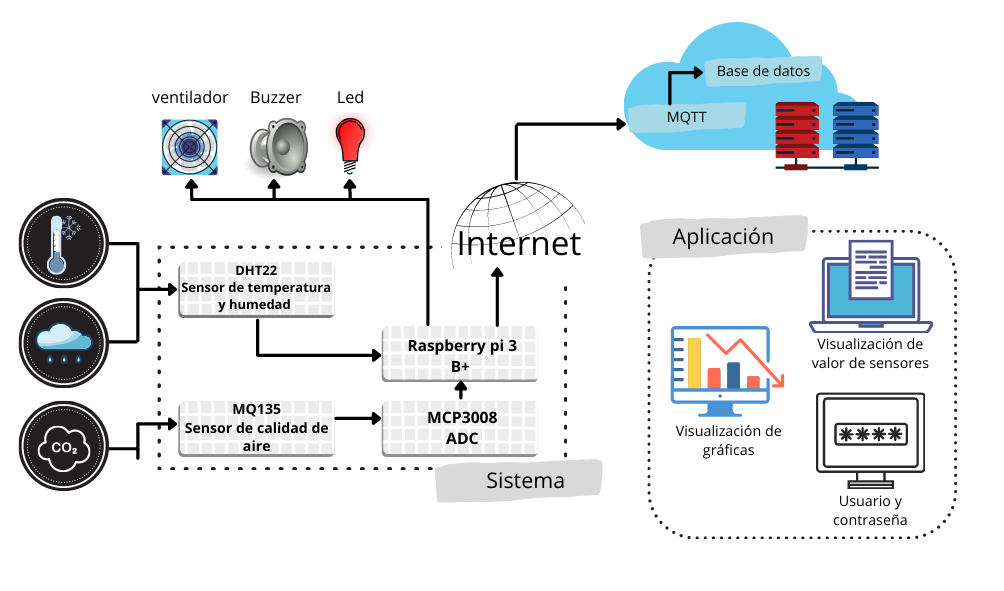 Base de datos
MQTT
ventilador
Buzzer
Led
Internet
Aplicación
DHT22
Sensor de temperatura
y humedad
Raspberry pi 3
B+
MQ135
Sensor de calidad de
aire
MCP3008
ADC
CO₂
Sistema
Visualización de
valor de sensores
Visualización de
gráficas
****
Usuario y
contraseña